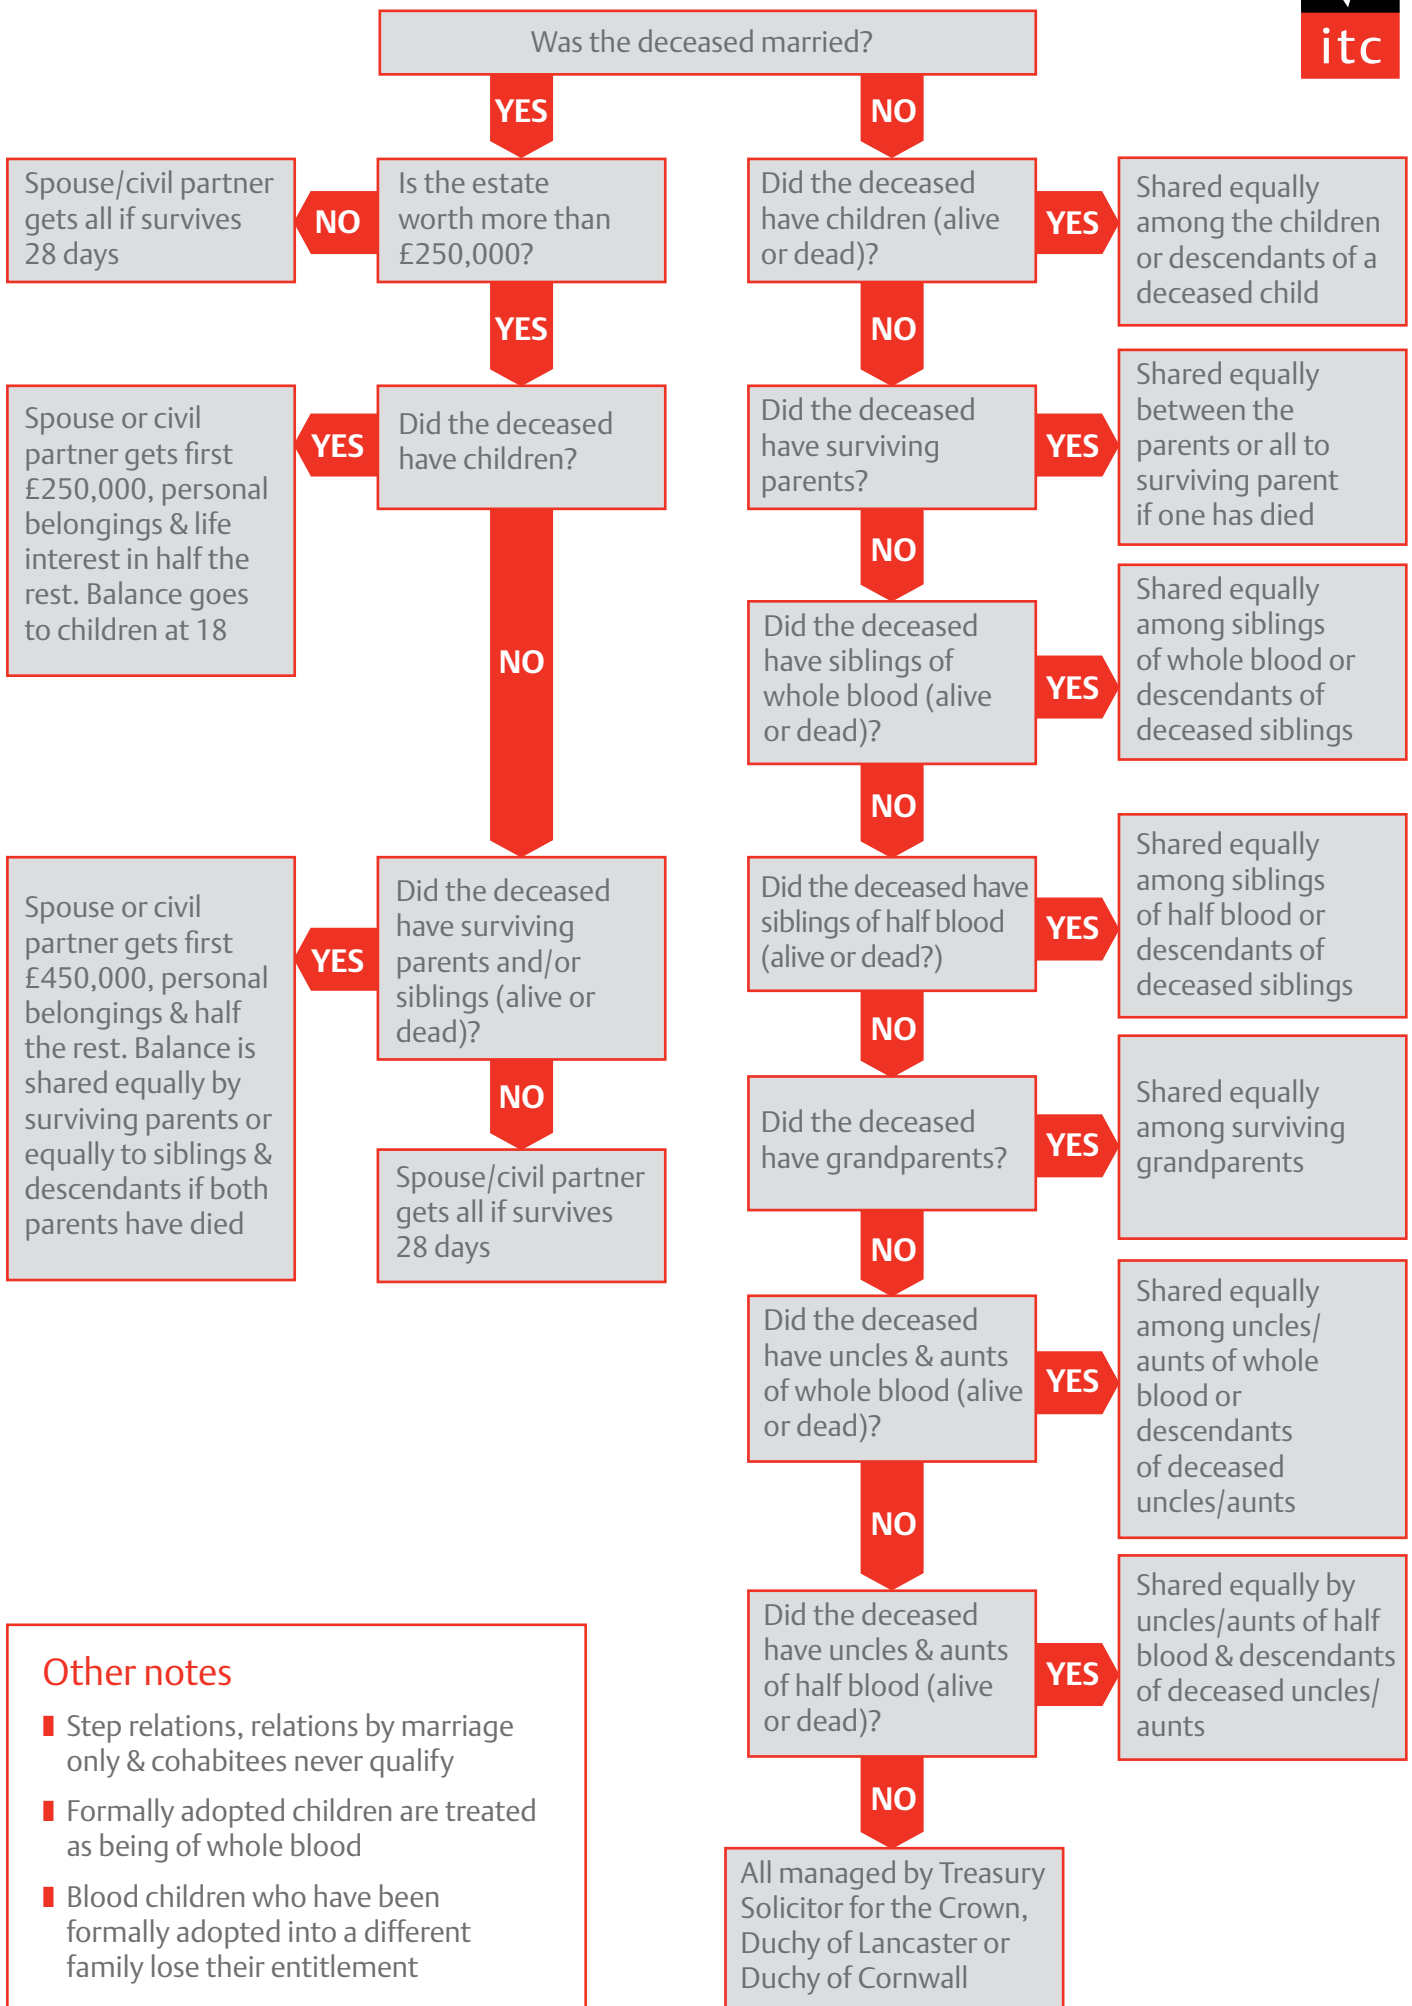 Was the deceased married?
itc
YES
NO
Spouse/civil partner
gets all if survives
28 days
NO
Is the estate
worth more than
£250,000?
Did the deceased
have children (alive
or dead)?
YES
Shared equally
among the children
or descendants of a
deceased child
YES
NO
Spouse or civil
partner gets first
£250,000, personal
belongings & life
interest in half the
rest. Balance goes
to children at 18
YES
Did the deceased
have children?
Did the deceased
have surviving
parents?
YES
Shared equally
between the
parents or all to
surviving parent
if one has died
NO
NO
Did the deceased
have siblings of
whole blood (alive
or dead)?
YES
Shared equally
among siblings
of whole blood or
descendants of
deceased siblings
NO
Spouse or civil
partner gets first
£450,000, personal
belongings & half
the rest. Balance is
shared equally by
surviving parents or
equally to siblings &
descendants if both
parents have died
YES
Did the deceased
have surviving
parents and/or
siblings (alive or
dead)?
NO
Spouse/civil partner
gets all if survives
28 days
Did the deceased have
siblings of half blood
(alive or dead?)
YES
Shared equally
among siblings
of half blood or
descendants of
deceased siblings
NO
Did the deceased
have grandparents?
YES
Shared equally
among surviving
grandparents
NO
Did the deceased
have uncles & aunts
of whole blood (alive
or dead)?
YES
Shared equally
among uncles/
aunts of whole
blood or
descendants
of deceased
uncles/aunts
NO
Did the deceased
have uncles & aunts
of half blood (alive
or dead)?
YES
Shared equally by
uncles/aunts of half
blood & descendants
of deceased uncles/
aunts
NO
All managed by Treasury
Solicitor for the Crown,
Duchy of Lancaster or
Duchy of Cornwall
Other notes
Step relations, relations by marriage
only & cohabitees never qualify
Formally adopted children are treated
as being of whole blood
Blood children who have been
formally adopted into a different
family lose their entitlement